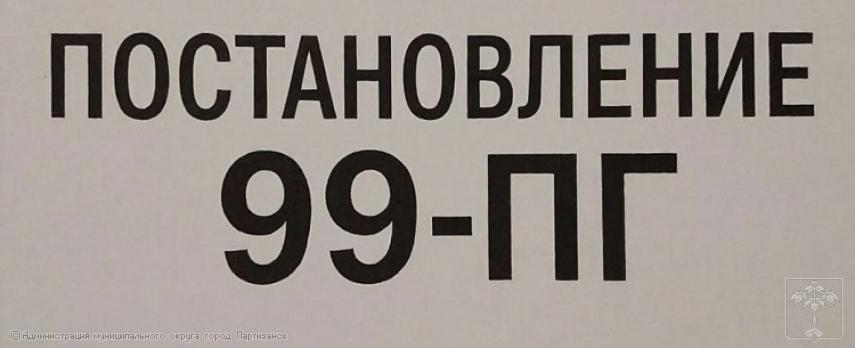 ПОСТАНОВЛЕНИЕ
99-ПГ
© Администрация муниципального округа город Партизанск